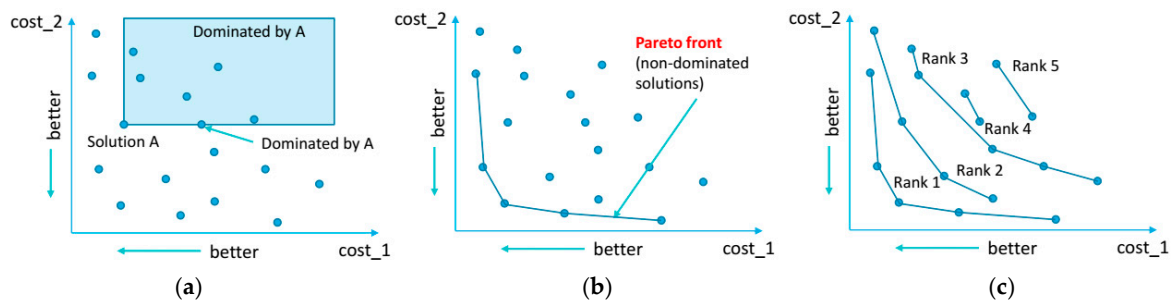 cost_2
Dominated by A
better
Solution A
Dominated by A
better
cost_1
(a)
cost_2
Pareto front
(non-dominated
solutions)
better
better
cost_1
(b)
cost_2
Rank 3
Rank 5
better
Rank 4
Rank 1
Rank 2
better
cost_1
(c)